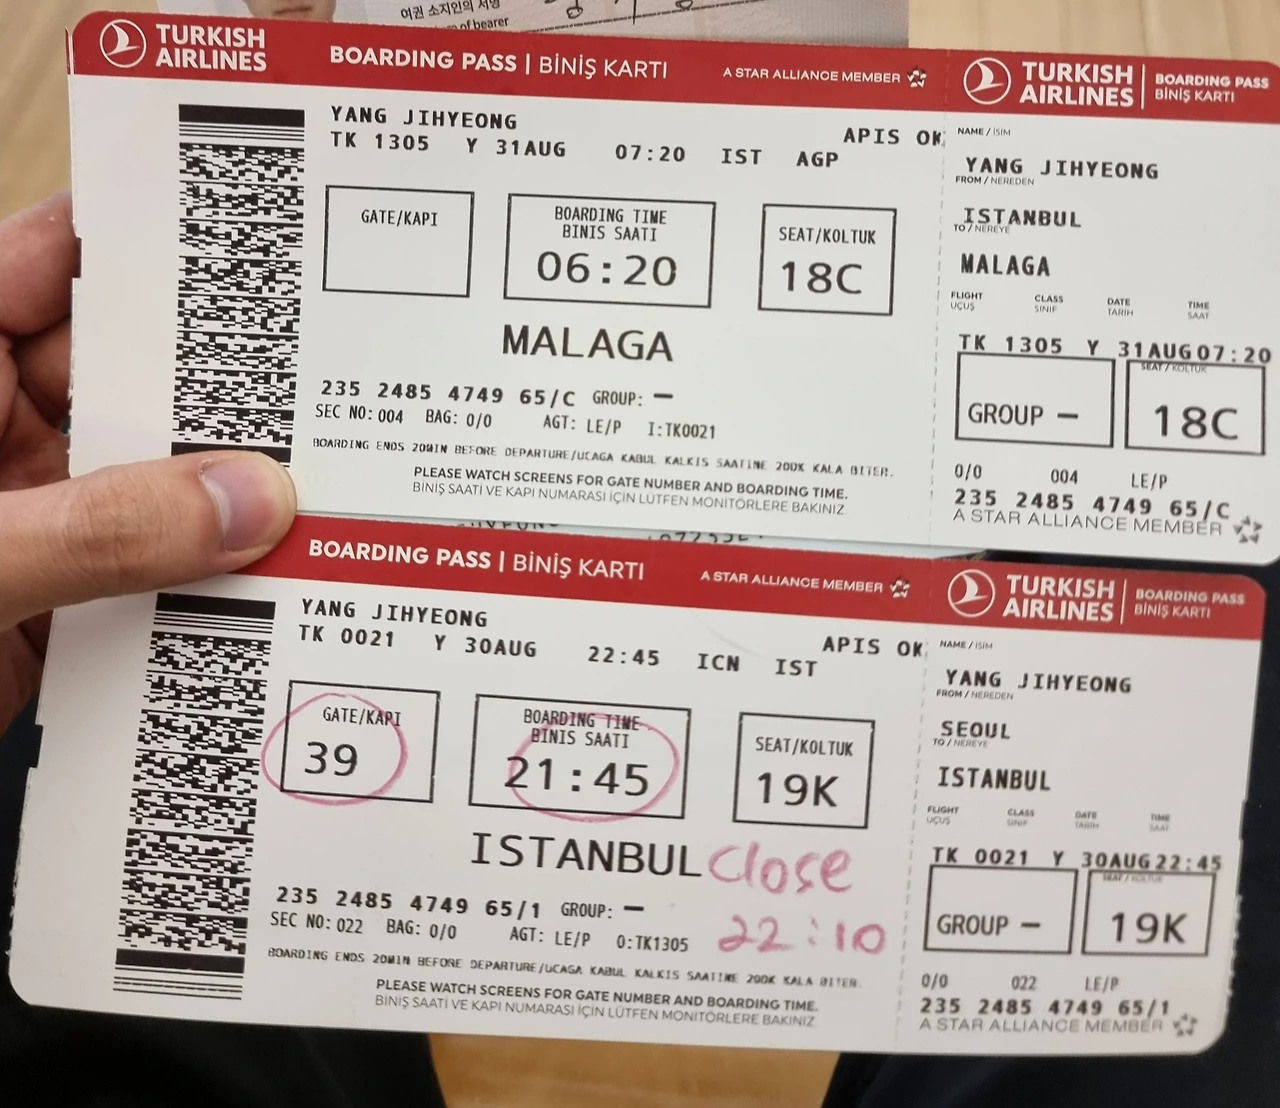 여권 소지인의 서명
of bearer
TURKISH AIRLINES
BOARDING PASS | BİNİŞ KARTI
A STAR ALLIANCE MEMBER
YANG JIHYEONG
APIS OK
TK 1305 Y 31AUG 07:20 IST AGP
GATE/KAPI
BOARDING TIME
BINIS SAATI
06:20
SEAT/KOLTUK
18C
MALAGA
235 2485 4749 65/C GROUP: —
SEC NO: 004 BAG: 0/0 AGT: LE/P I:TK0021
BOARDING ENDS 20MIN BEFORE DEPARTURE/UCAGA KABUL KALKIS SAATINE 20DK KALA BITER.
PLEASE WATCH SCREENS FOR GATE NUMBER AND BOARDING TIME.
BİNİŞ SAATİ VE KAPI NUMARASI İÇİN LÜTFEN MONİTÖRLERE BAKINIZ.
TURKISH AIRLINES
BOARDING PASS
BİNİŞ KARTI
NAME / İSİM
YANG JIHYEONG
FROM / NEREDEN
ISTANBUL
TO / NEREYE
MALAGA
FLIGHT CLASS DATE TIME
UÇUŞ SINIF TARİH SAAT
TK 1305 Y 31AUG 07:20
SEAT / KOLTUK
GROUP — 18C
0/0 004 LE/P
235 2485 4749 65/C
A STAR ALLIANCE MEMBER
BOARDING PASS | BİNİŞ KARTI
A STAR ALLIANCE MEMBER
YANG JIHYEONG
APIS OK
TK 0021 Y 30AUG 22:45 ICN IST
GATE/KAPI
39
BOARDING TIME
BINIS SAATI
21:45
SEAT/KOLTUK
19K
ISTANBUL
Close
22:10
235 2485 4749 65/1 GROUP: —
SEC NO: 022 BAG: 0/0 AGT: LE/P O:TK1305
BOARDING ENDS 20MIN BEFORE DEPARTURE/UCAGA KABUL KALKIS SAATINE 20DK KALA BITER.
PLEASE WATCH SCREENS FOR GATE NUMBER AND BOARDING TIME.
BİNİŞ SAATİ VE KAPI NUMARASI İÇİN LÜTFEN MONİTÖRLERE BAKINIZ.
TURKISH AIRLINES
BOARDING PASS
BİNİŞ KARTI
NAME / İSİM
YANG JIHYEONG
FROM / NEREDEN
SEOUL
TO / NEREYE
ISTANBUL
FLIGHT CLASS DATE TIME
UÇUŞ SINIF TARİH SAAT
TK 0021 Y 30AUG 22:45
SEAT / KOLTUK
GROUP — 19K
0/0 022 LE/P
235 2485 4749 65/1
A STAR ALLIANCE MEMBER